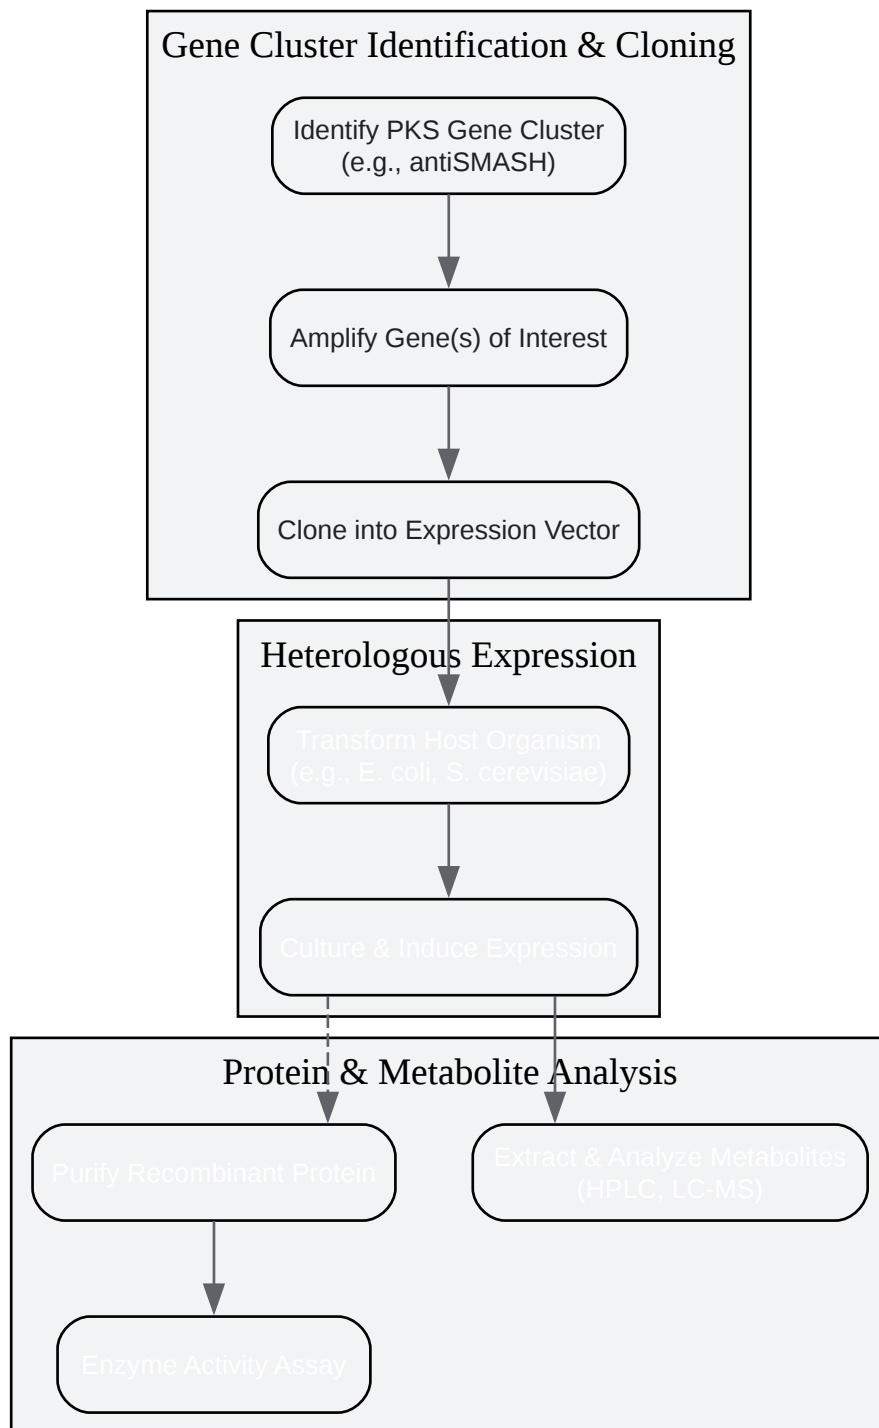 Gene Cluster Identification & Cloning
Identify PKS Gene Cluster
(e.g., antiSMASH)
Amplify Gene(s) of Interest
Clone into Expression Vector
Heterologous Expression
Transform Host Organism
(e.g., E. coli, S. cerevisiae)
Culture & Induce Expression
Protein & Metabolite Analysis
Purify Recombinant Protein
Extract & Analyze Metabolites
(HPLC, LC-MS)
Enzyme Activity Assay